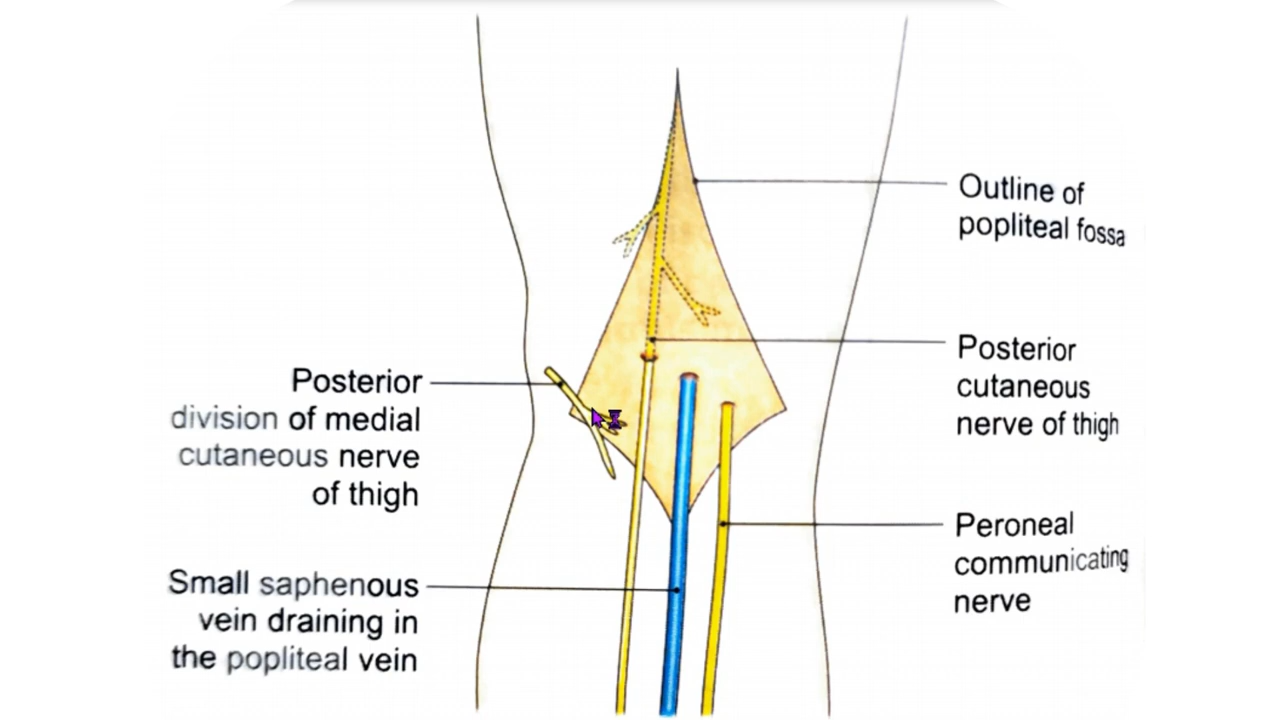 Outline of
popliteal fossa
Posterior
cutaneous
nerve of thigh
Posterior
division of medial
cutaneous nerve
of thigh
Peroneal
communicating
nerve
Small saphenous
vein draining in
the popliteal vein